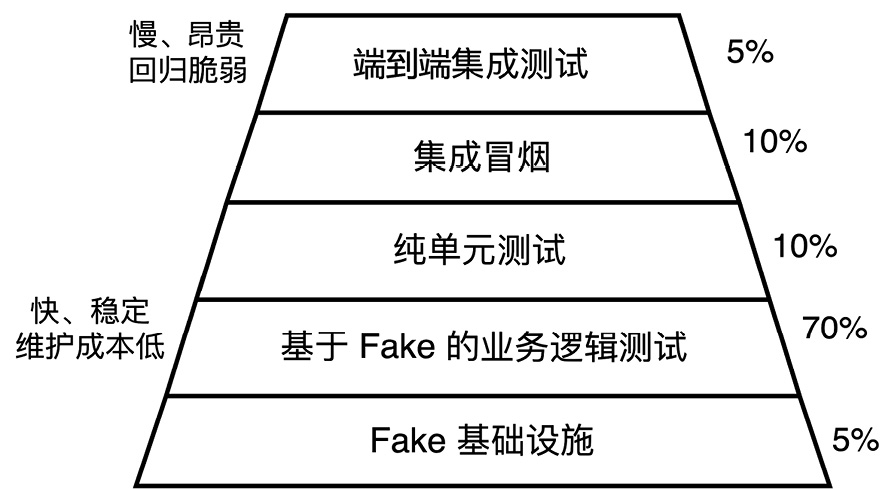 慢、昂贵
回归脆弱
端到端集成测试
5%
集成冒烟
10%
纯单元测试
10%
快、稳定
维护成本低
基于 Fake 的业务逻辑测试
70%
Fake 基础设施
5%